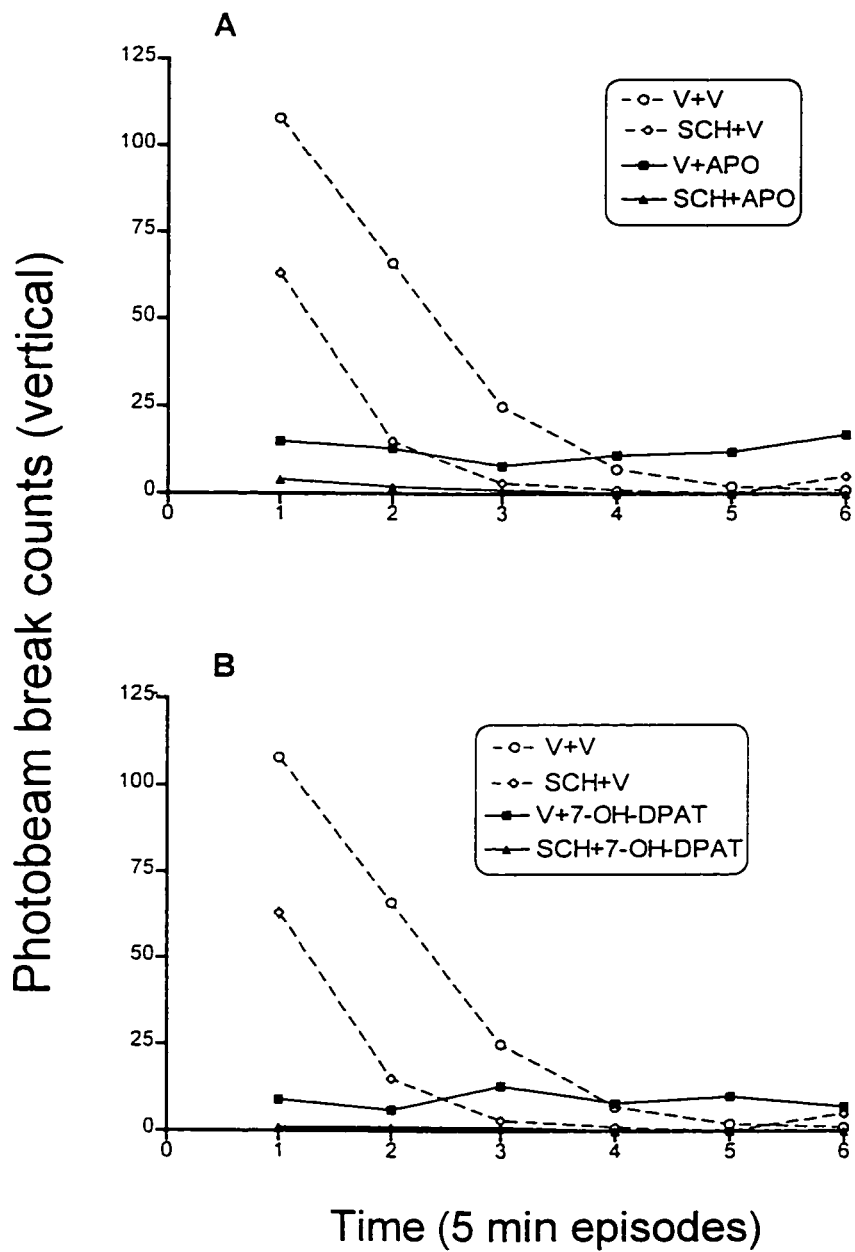 A
Photobeam break counts (vertical)
125
100
75
50
25
0
0 1 2 3 4 5 6
V+V
SCH+V
V+APO
SCH+APO
B
125
100
75
50
25
0
0 1 2 3 4 5 6
V+V
SCH+V
V+7-OH-DPAT
SCH+7-OH-DPAT
Time (5 min episodes)